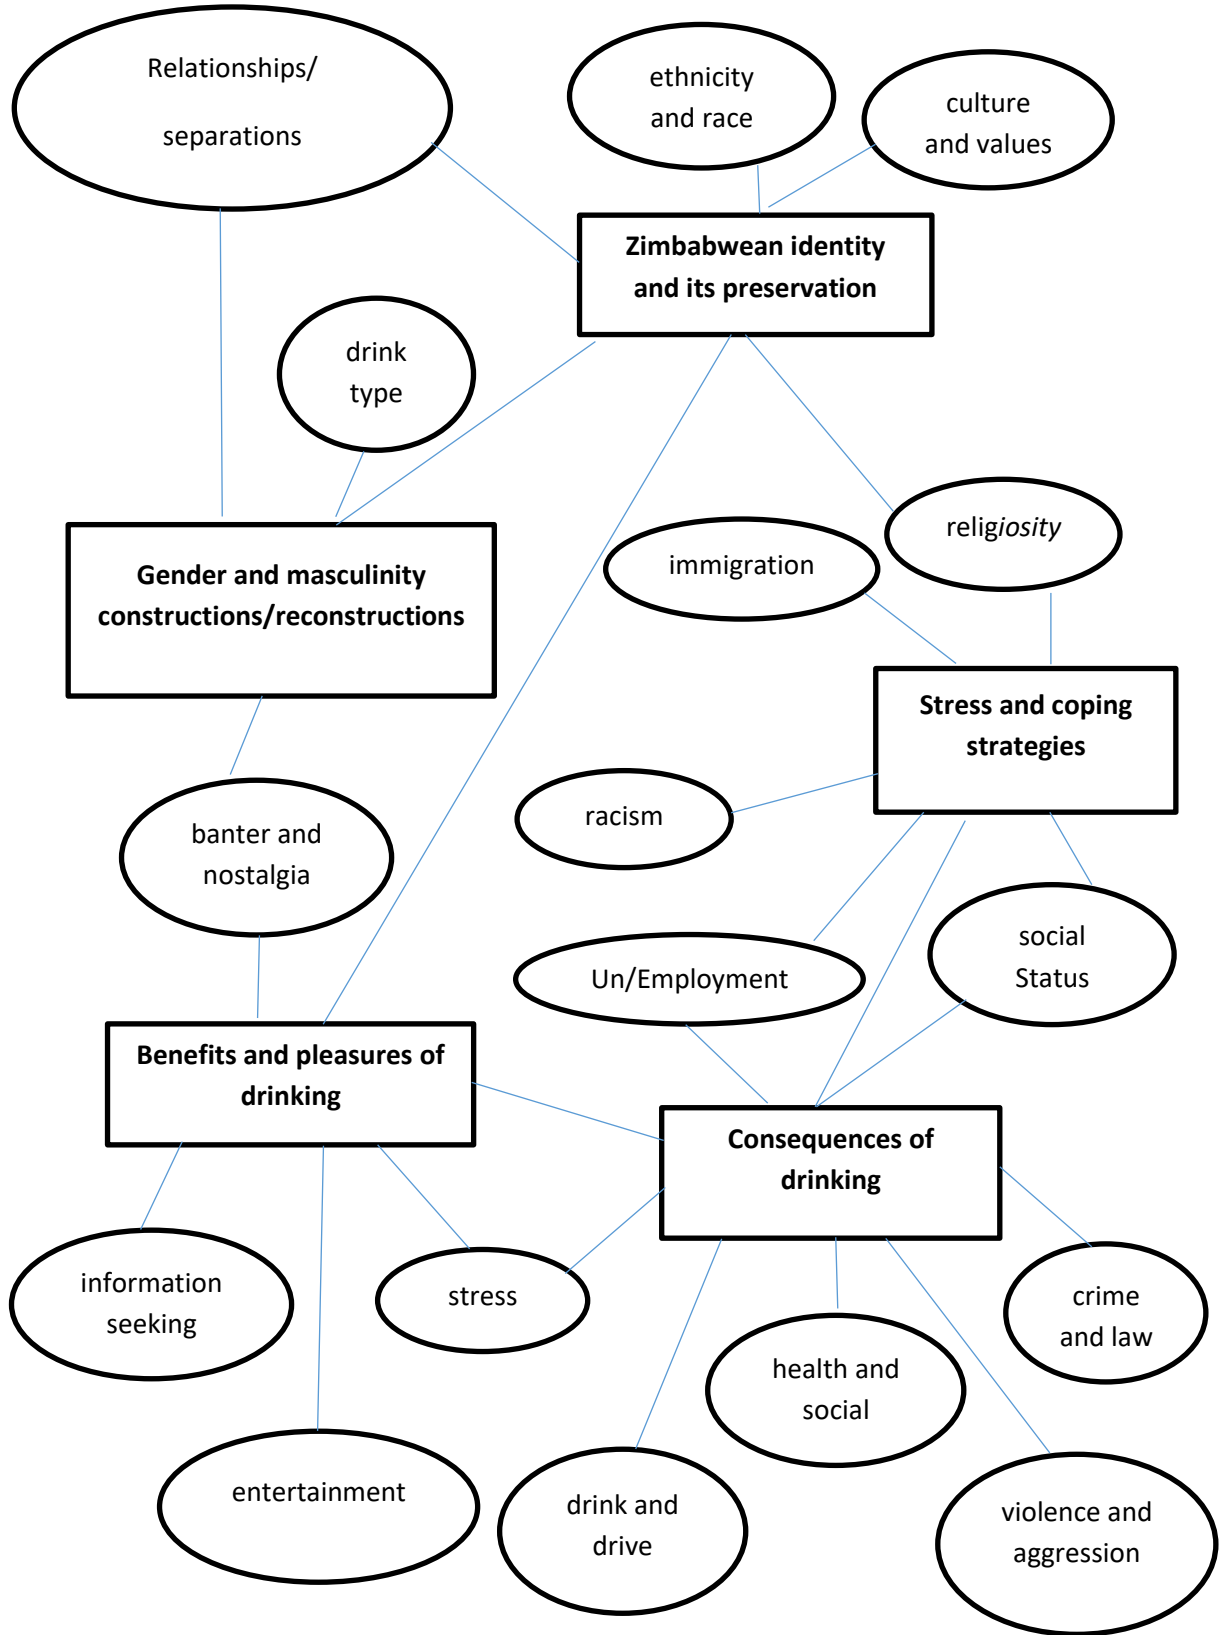 Relationships/
separations
ethnicity
and race
culture
and values
Zimbabwean identity
and its preservation
drink
type
religiosity
immigration
Gender and masculinity
constructions/reconstructions
Stress and coping
strategies
racism
banter and
nostalgia
social
Status
Un/Employment
Benefits and pleasures of
drinking
Consequences of
drinking
information
seeking
stress
crime
and law
health and
social
entertainment
drink and
drive
violence and
aggression